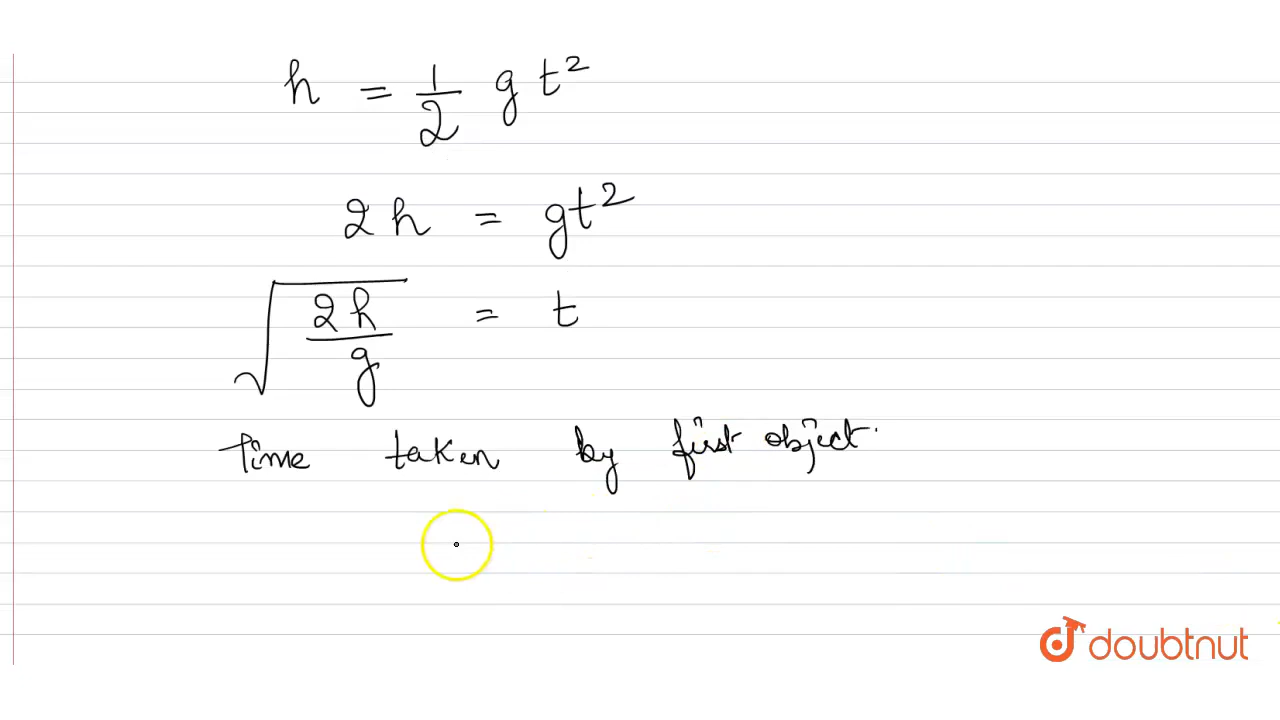 h = 1/2 g t²
2h = gt²
√(2h/g) = t
Time taken by first object.
doubtnut